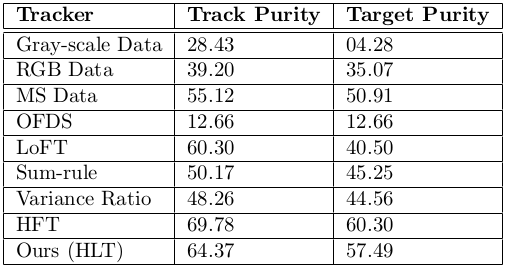 Tracker Track Purity Target Purity
Gray-scale Data 28.43 04.28
RGB Data 39.20 35.07
MS Data 55.12 50.91
OFDS 12.66 12.66
LoFT 60.30 40.50
Sum-rule 50.17 45.25
Variance Ratio 48.26 44.56
HFT 69.78 60.30
Ours (HLT) 64.37 57.49